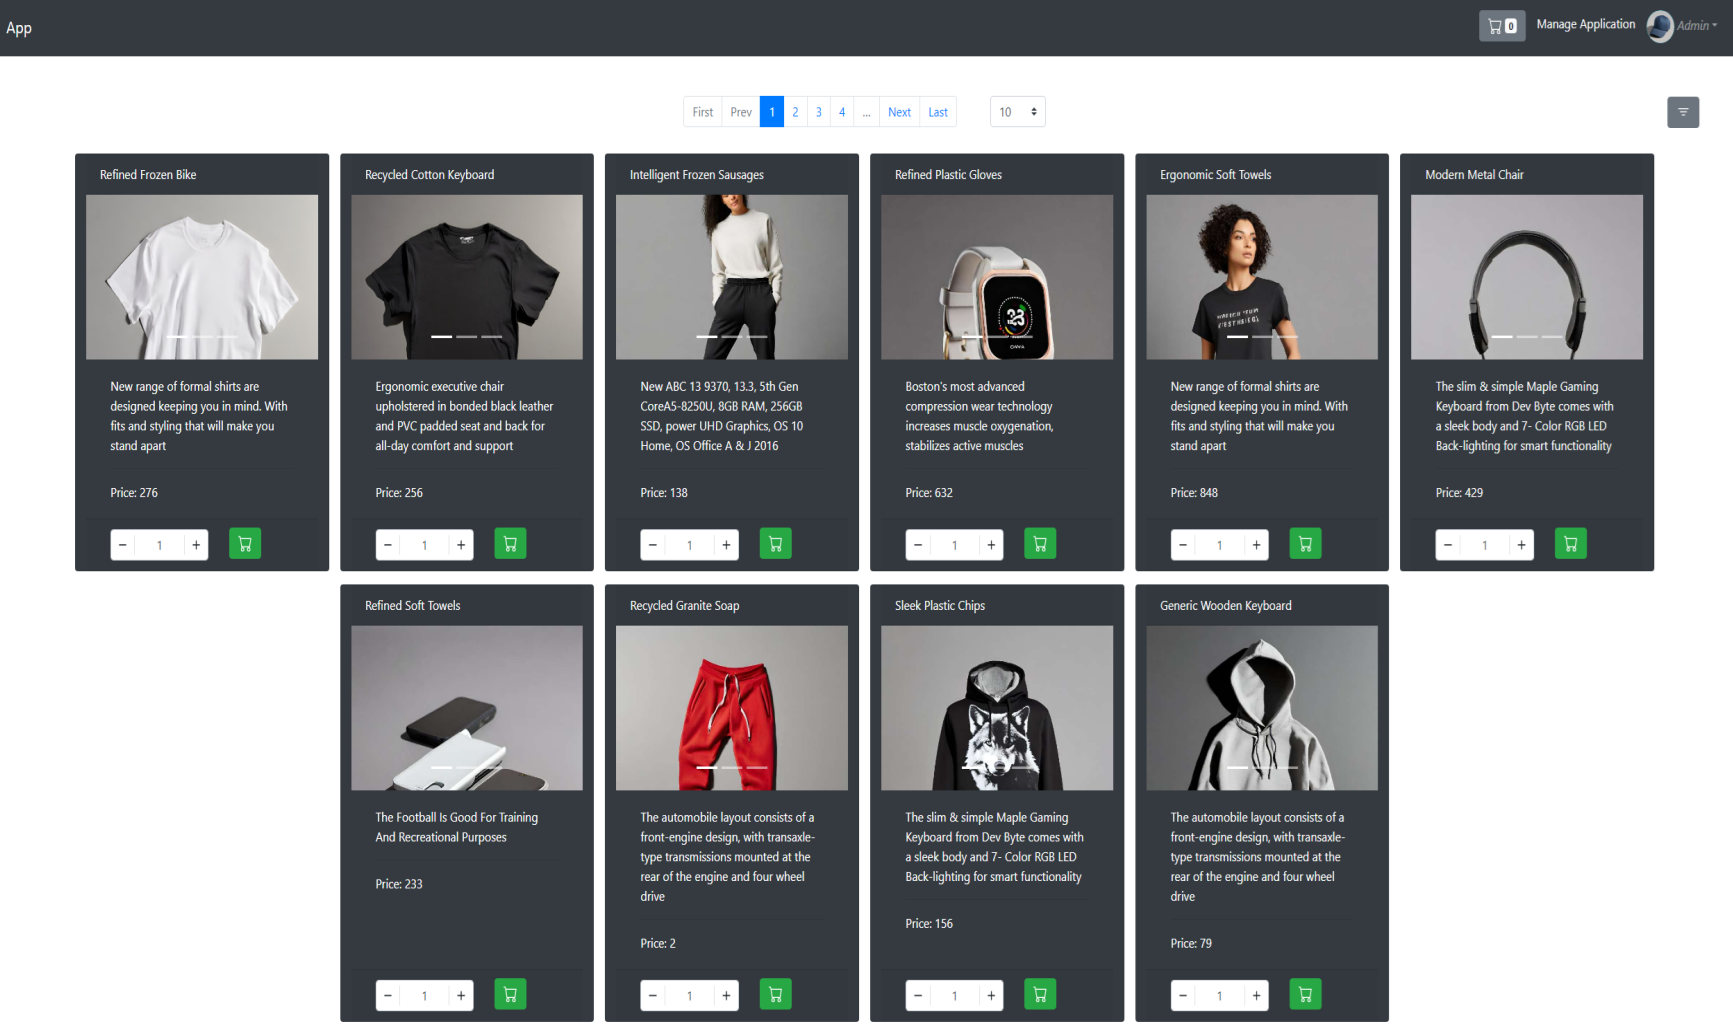 App
0
Manage Application
Admin
First Prev 1 2 3 4 ... Next Last
10
Refined Frozen Bike
New range of formal shirts are
designed keeping you in mind. With
fits and styling that will make you
stand apart
Price: 276
− 1 +
Recycled Cotton Keyboard
Ergonomic executive chair
upholstered in bonded black leather
and PVC padded seat and back for
all-day comfort and support
Price: 256
− 1 +
Intelligent Frozen Sausages
New ABC 13 9370, 13.3, 5th Gen
CoreA5-8250U, 8GB RAM, 256GB
SSD, power UHD Graphics, OS 10
Home, OS Office A & J 2016
Price: 138
− 1 +
Refined Plastic Gloves
Boston's most advanced
compression wear technology
increases muscle oxygenation,
stabilizes active muscles
Price: 632
− 1 +
Ergonomic Soft Towels
New range of formal shirts are
designed keeping you in mind. With
fits and styling that will make you
stand apart
Price: 848
− 1 +
Modern Metal Chair
The slim & simple Maple Gaming
Keyboard from Dev Byte comes with
a sleek body and 7- Color RGB LED
Back-lighting for smart functionality
Price: 429
− 1 +
Refined Soft Towels
The Football Is Good For Training
And Recreational Purposes
Price: 233
− 1 +
Recycled Granite Soap
The automobile layout consists of a
front-engine design, with transaxle-
type transmissions mounted at the
rear of the engine and four wheel
drive
Price: 2
− 1 +
Sleek Plastic Chips
The slim & simple Maple Gaming
Keyboard from Dev Byte comes with
a sleek body and 7- Color RGB LED
Back-lighting for smart functionality
Price: 156
− 1 +
Generic Wooden Keyboard
The automobile layout consists of a
front-engine design, with transaxle-
type transmissions mounted at the
rear of the engine and four wheel
drive
Price: 79
− 1 +